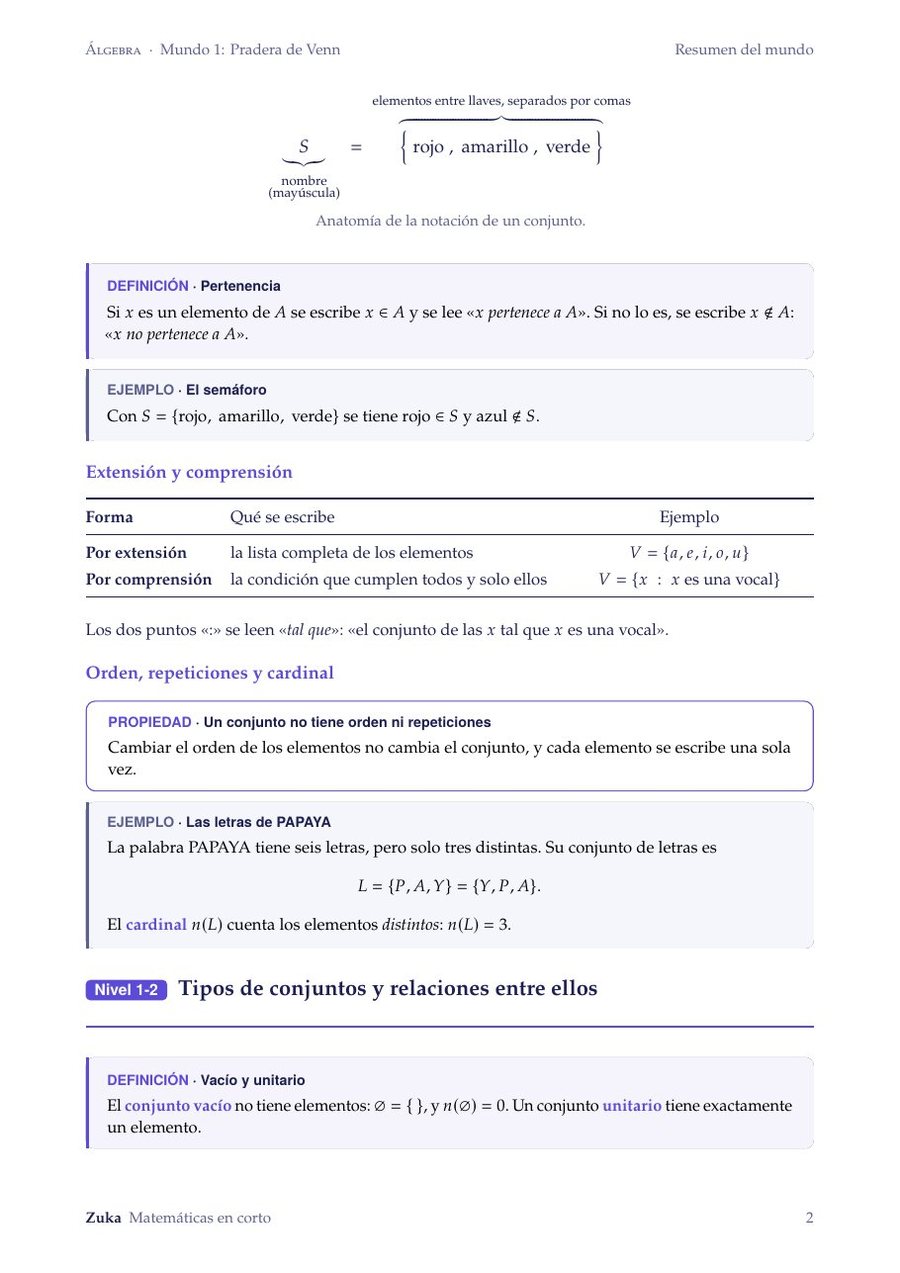 Álgebra · Mundo 1: Pradera de Venn Resumen del mundo
elementos entre llaves, separados por comas
S = { rojo , amarillo , verde }
nombre
(mayúscula)
Anatomía de la notación de un conjunto.
DEFINICIÓN · Pertenencia
Si x es un elemento de A se escribe x ∈ A y se lee «x pertenece a A». Si no lo es, se escribe x ∉ A:
«x no pertenece a A».
EJEMPLO · El semáforo
Con S = {rojo, amarillo, verde} se tiene rojo ∈ S y azul ∉ S.
Extensión y comprensión
Forma Qué se escribe Ejemplo
Por extensión la lista completa de los elementos V = {a, e, i, o, u}
Por comprensión la condición que cumplen todos y solo ellos V = {x : x es una vocal}
Los dos puntos «:» se leen «tal que»: «el conjunto de las x tal que x es una vocal».
Orden, repeticiones y cardinal
PROPIEDAD · Un conjunto no tiene orden ni repeticiones
Cambiar el orden de los elementos no cambia el conjunto, y cada elemento se escribe una sola
vez.
EJEMPLO · Las letras de PAPAYA
La palabra PAPAYA tiene seis letras, pero solo tres distintas. Su conjunto de letras es
L = {P, A, Y} = {Y, P, A}.
El cardinal n(L) cuenta los elementos distintos: n(L) = 3.
Nivel 1-2 Tipos de conjuntos y relaciones entre ellos
DEFINICIÓN · Vacío y unitario
El conjunto vacío no tiene elementos: ∅ = { }, y n(∅) = 0. Un conjunto unitario tiene exactamente
un elemento.
Zuka Matemáticas en corto 2